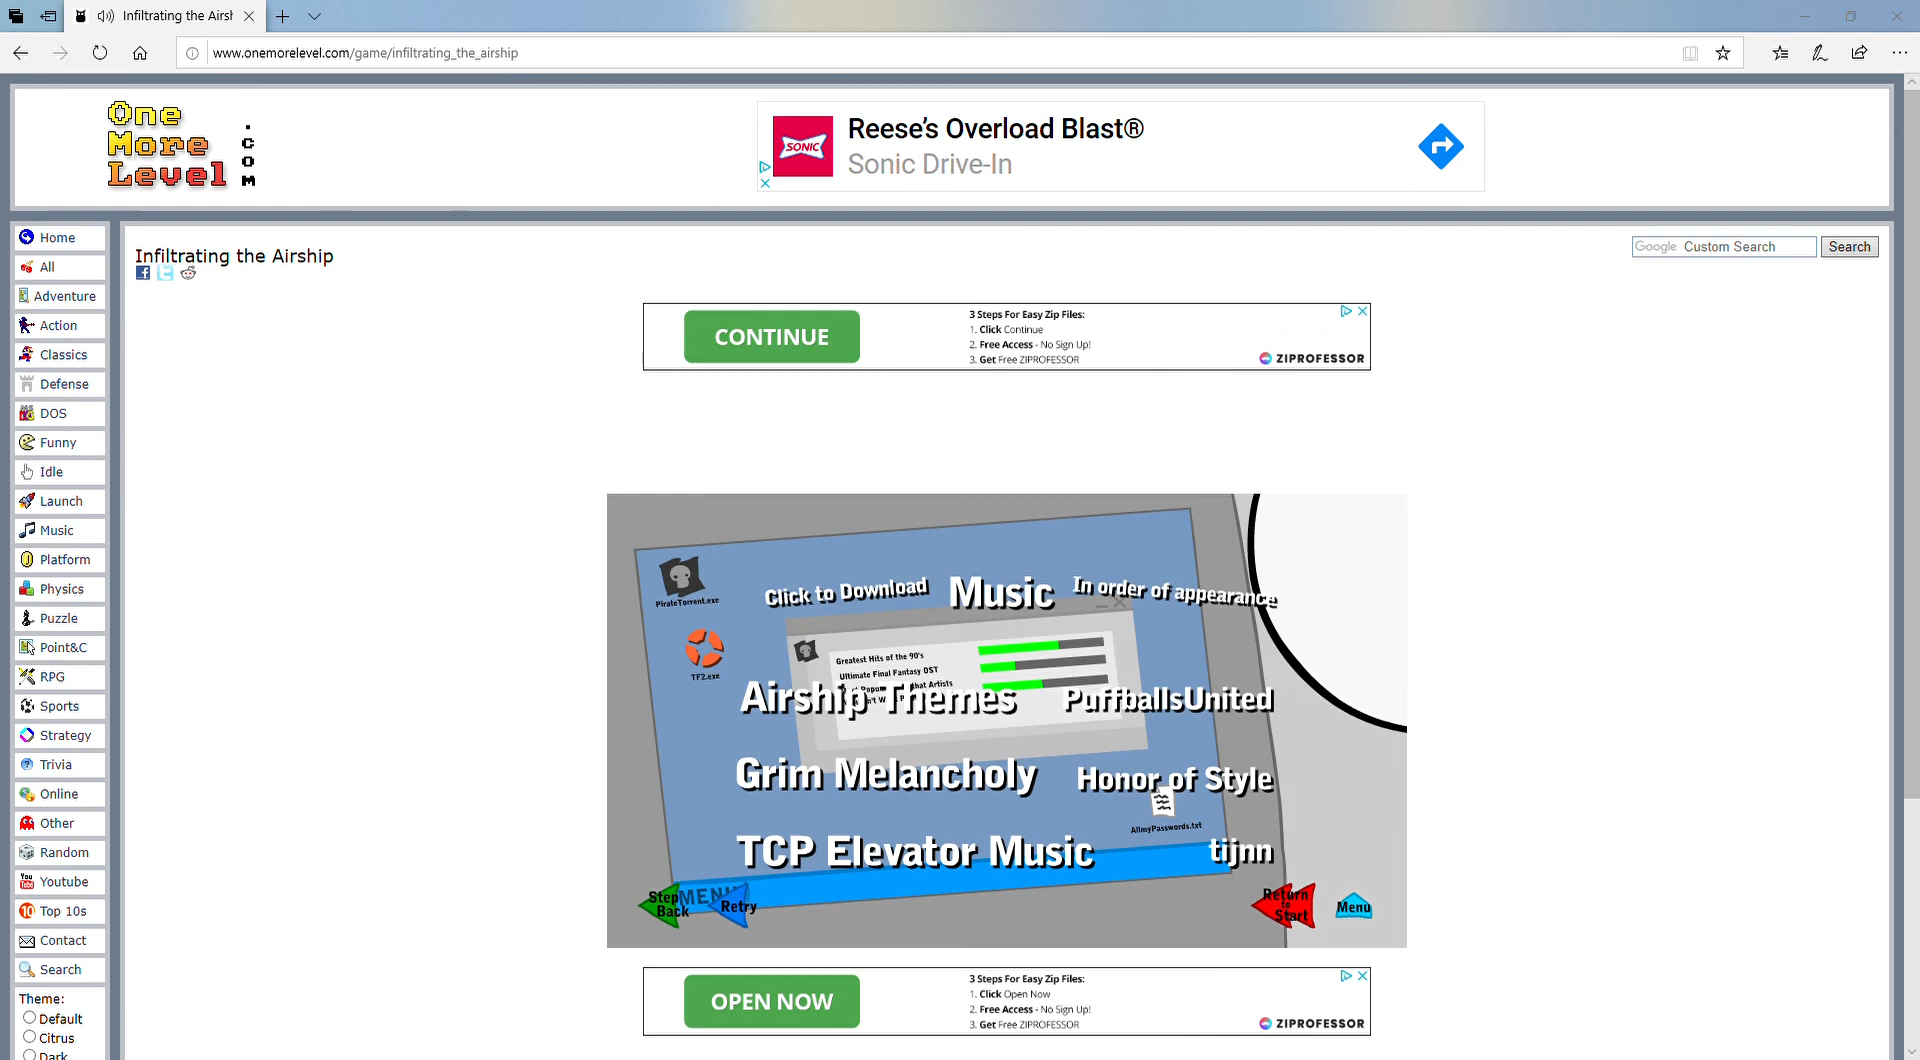 Infiltrating the Airsh
www.onemorelevel.com/game/infiltrating_the_airship
One
More
Level
.com
SONIC
Reese's Overload Blast®
Sonic Drive-In
Home
All
Adventure
Action
Classics
Defense
DOS
Funny
Idle
Launch
Music
Platform
Physics
Puzzle
Point&C
RPG
Sports
Strategy
Trivia
Online
Other
Random
Youtube
Top 10s
Contact
Search
Theme:
Default
Citrus
Dark
Infiltrating the Airship
Google Custom Search
Search
CONTINUE
3 Steps For Easy Zip Files:
1. Click Continue
2. Free Access - No Sign Up!
3. Get Free ZIPROFESSOR
ZIPROFESSOR
PirateTorrent.exe
TF2.exe
Click to Download
Music
In order of appearance
Greatest Hits of the 90's
Ultimate Final Fantasy OST
that Artists
Airship Themes
PuffballsUnited
Grim Melancholy
Honor of Style
AllmyPasswords.txt
TCP Elevator Music
tijnn
MENU
Step Back
Retry
Return to Start
Menu
OPEN NOW
3 Steps For Easy Zip Files:
1. Click Open Now
2. Free Access - No Sign Up!
3. Get Free ZIPROFESSOR
ZIPROFESSOR